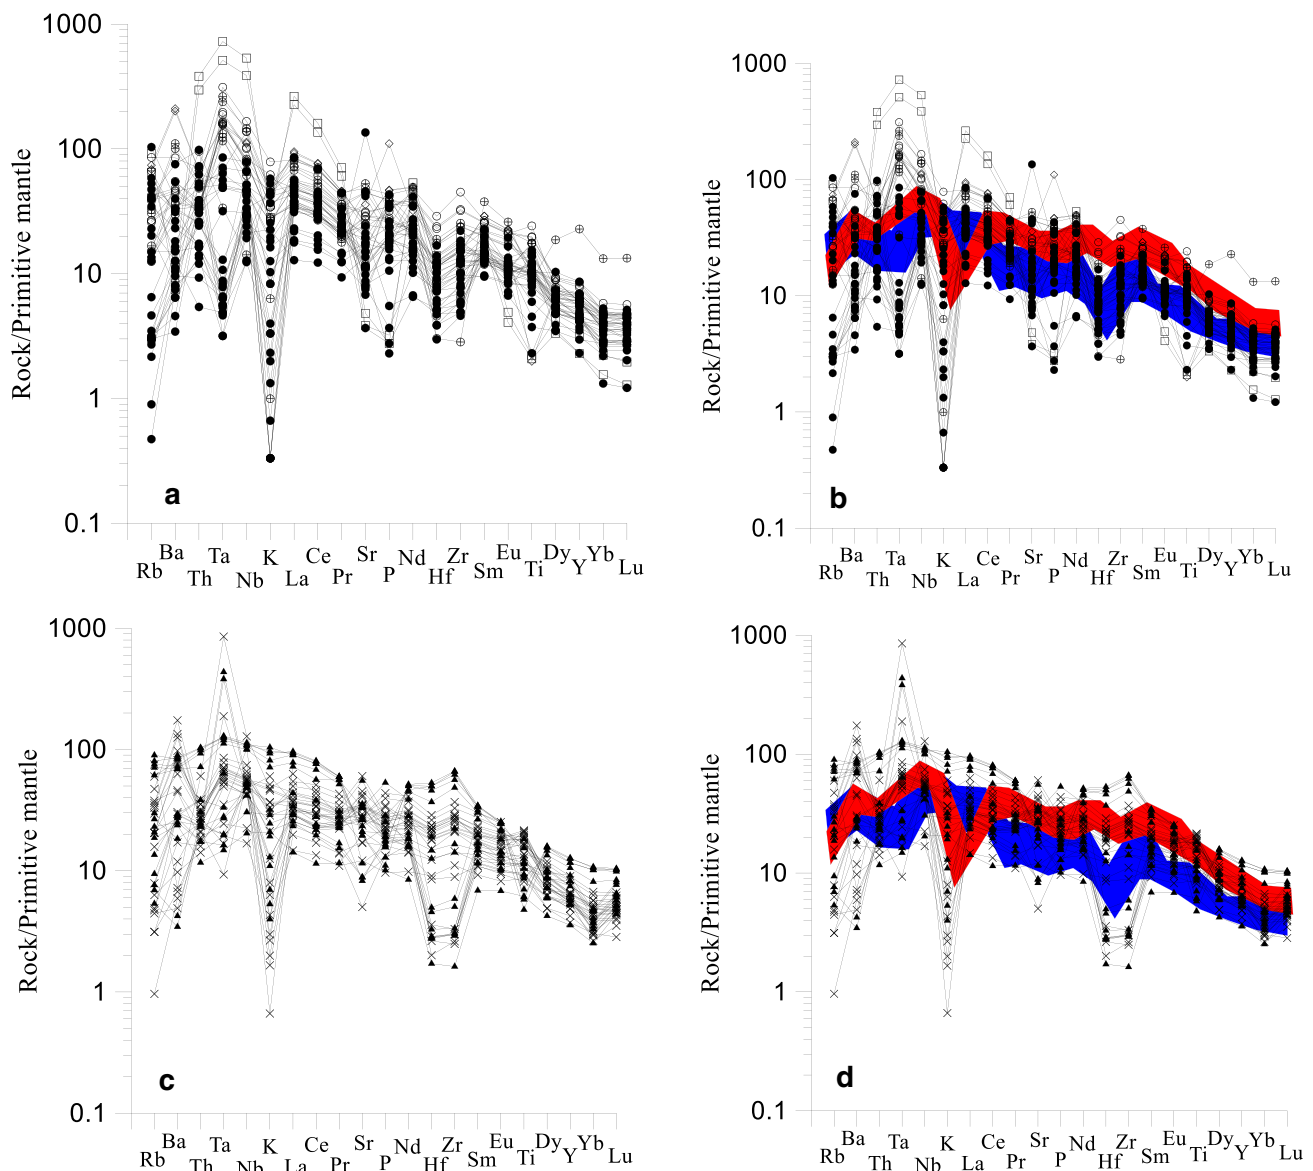 1000
100
10
1
0.1
Rock/Primitive mantle
a
Rb Ba Th Ta Nb K La Ce Pr Sr P Nd Hf Zr Sm Eu Ti Dy Y Yb Lu
1000
100
10
1
0.1
Rock/Primitive mantle
b
Rb Ba Th Ta Nb K La Ce Pr Sr P Nd Hf Zr Sm Eu Ti Dy Y Yb Lu
1000
100
10
1
0.1
Rock/Primitive mantle
c
Rb Ba Th Ta Nb K La Ce Pr Sr P Nd Hf Zr Sm Eu Ti Dy Y Yb Lu
1000
100
10
1
0.1
Rock/Primitive mantle
d
Rb Ba Th Ta Nb K La Ce Pr Sr P Nd Hf Zr Sm Eu Ti Dy Y Yb Lu